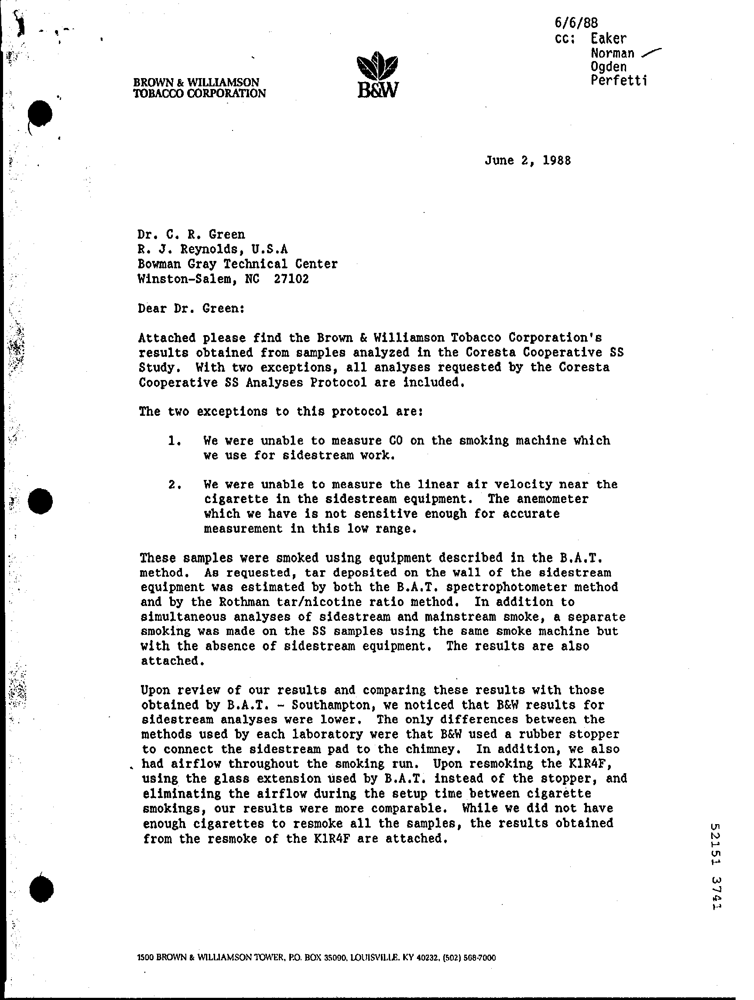 6/6/88
cc: Eaker
Norman
Ogden
Perfetti
BROWN & WILLIAMSON
TOBACCO CORPORATION
B&W
June 2, 1988
Dr. C. R. Green
R. J. Reynolds, U.S.A
Bowman Gray Technical Center
Winston-Salem, NC 27102
Dear Dr. Green:
Attached please find the Brown & Williamson Tobacco Corporation's
results obtained from samples analyzed in the Coresta Cooperative SS
Study. With two exceptions, all analyses requested by the Coresta
Cooperative SS Analyses Protocol are included.
The two exceptions to this protocol are:
1. We were unable to measure CO on the smoking machine which
we use for sidestream work.
2. We were unable to measure the linear air velocity near the
cigarette in the sidestream equipment. The anemometer
which we have is not sensitive enough for accurate
measurement in this low range.
These samples were smoked using equipment described in the B.A.T.
method. As requested, tar deposited on the wall of the sidestream
equipment was estimated by both the B.A.T. spectrophotometer method
and by the Rothman tar/nicotine ratio method. In addition to
simultaneous analyses of sidestream and mainstream smoke, a separate
smoking was made on the SS samples using the same smoke machine but
with the absence of sidestream equipment. The results are also
attached.
Upon review of our results and comparing these results with those
obtained by B.A.T. - Southampton, we noticed that B&W results for
sidestream analyses were lower. The only differences between the
methods used by each laboratory were that B&W used a rubber stopper
to connect the sidestream pad to the chimney. In addition, we also
had airflow throughout the smoking run. Upon resmoking the K1R4F,
using the glass extension used by B.A.T. instead of the stopper, and
eliminating the airflow during the setup time between cigarette
smokings, our results were more comparable. While we did not have
enough cigarettes to resmoke all the samples, the results obtained
from the resmoke of the K1R4F are attached.
52151 3741
1500 BROWN & WILLIAMSON TOWER, P.O. BOX 35090, LOUISVILLE, KY 40232, (502) 568-7000